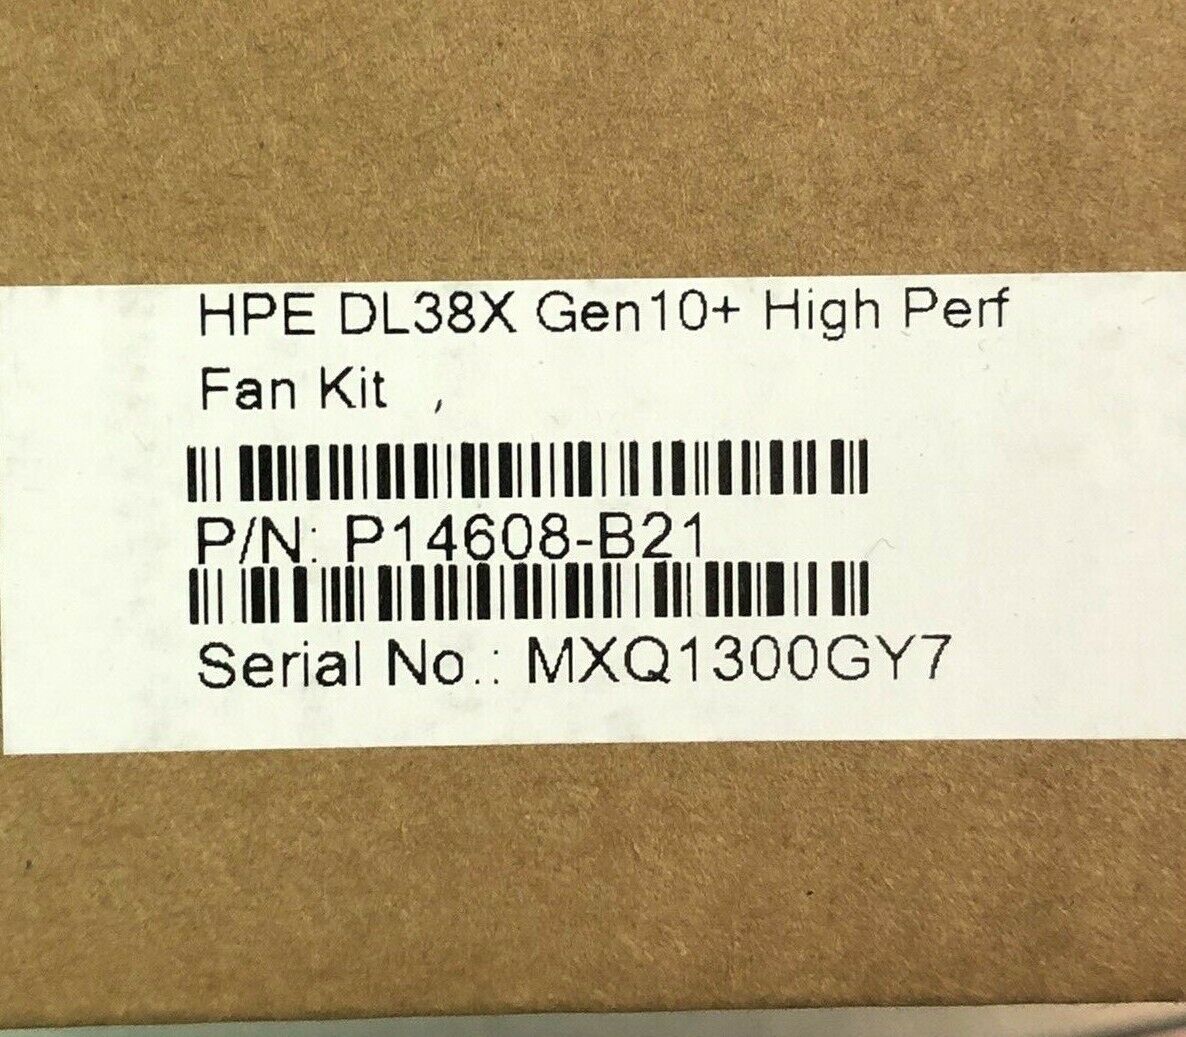 HPE DL38X Gen10+ High Perf
Fan Kit ,
P/N: P14608-B21
Serial No.: MXQ1300GY7